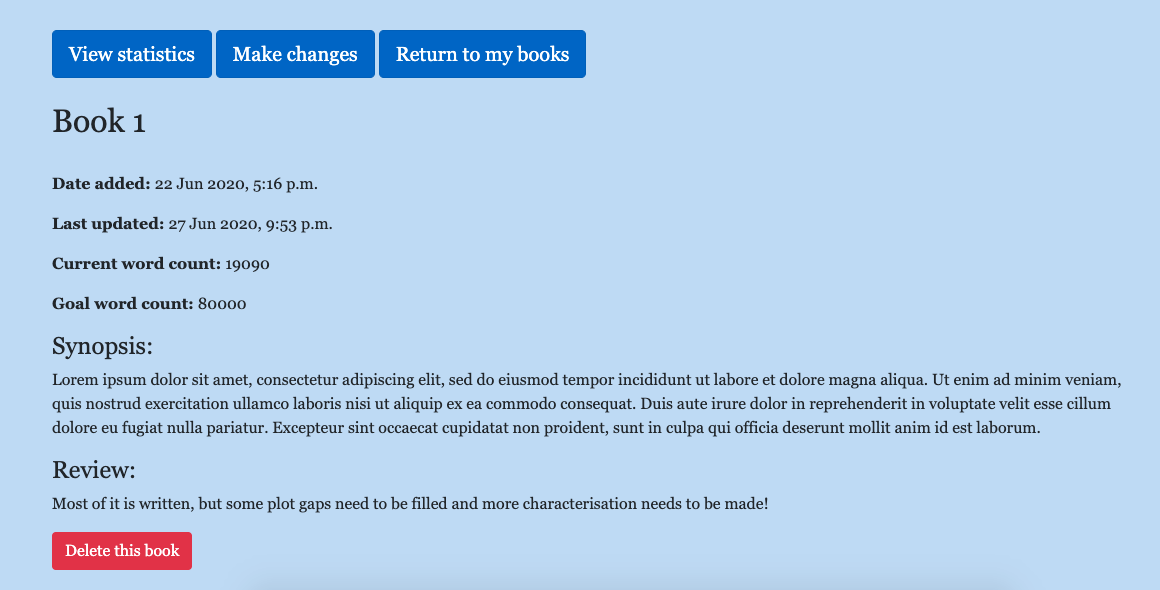 View statistics Make changes Return to my books
Book 1
Date added: 22 Jun 2020, 5:16 p.m.
Last updated: 27 Jun 2020, 9:53 p.m.
Current word count: 19090
Goal word count: 80000
Synopsis:
Lorem ipsum dolor sit amet, consectetur adipiscing elit, sed do eiusmod tempor incididunt ut labore et dolore magna aliqua. Ut enim ad minim veniam,
quis nostrud exercitation ullamco laboris nisi ut aliquip ex ea commodo consequat. Duis aute irure dolor in reprehenderit in voluptate velit esse cillum
dolore eu fugiat nulla pariatur. Excepteur sint occaecat cupidatat non proident, sunt in culpa qui officia deserunt mollit anim id est laborum.
Review:
Most of it is written, but some plot gaps need to be filled and more characterisation needs to be made!
Delete this book